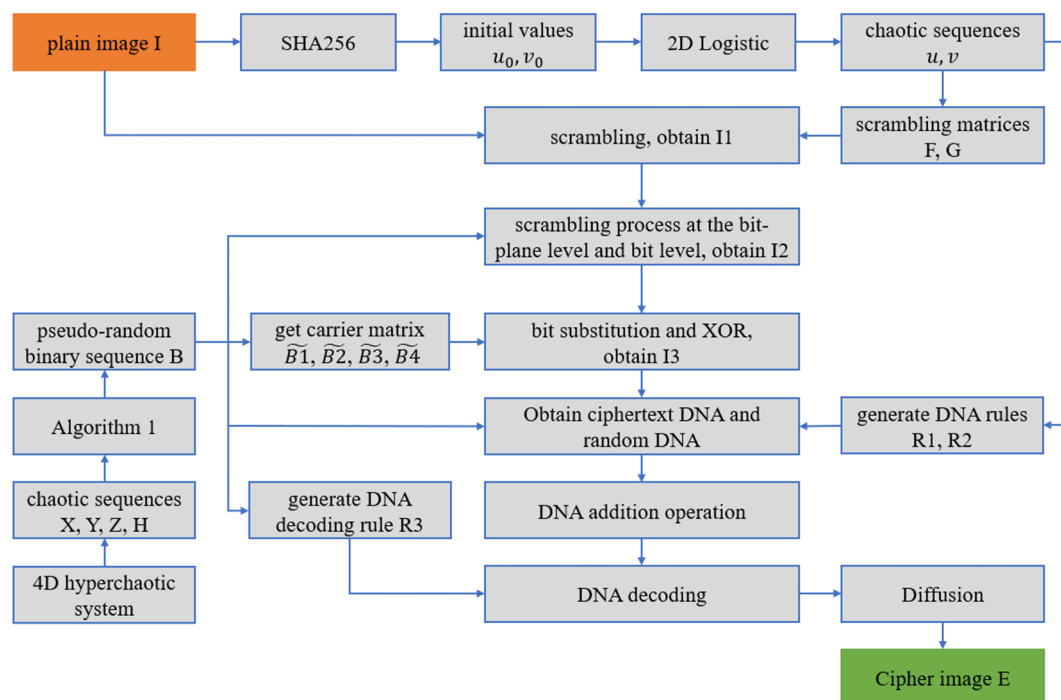 plain image I
SHA256
initial values
u₀, v₀
2D Logistic
chaotic sequences
u, v
scrambling, obtain I1
scrambling matrices
F, G
scrambling process at the bit-
plane level and bit level, obtain I2
pseudo-random
binary sequence B
get carrier matrix
B̃1, B̃2, B̃3, B̃4
bit substitution and XOR,
obtain I3
Algorithm 1
Obtain ciphertext DNA and
random DNA
generate DNA rules
R1, R2
chaotic sequences
X, Y, Z, H
generate DNA
decoding rule R3
DNA addition operation
4D hyperchaotic
system
DNA decoding
Diffusion
Cipher image E